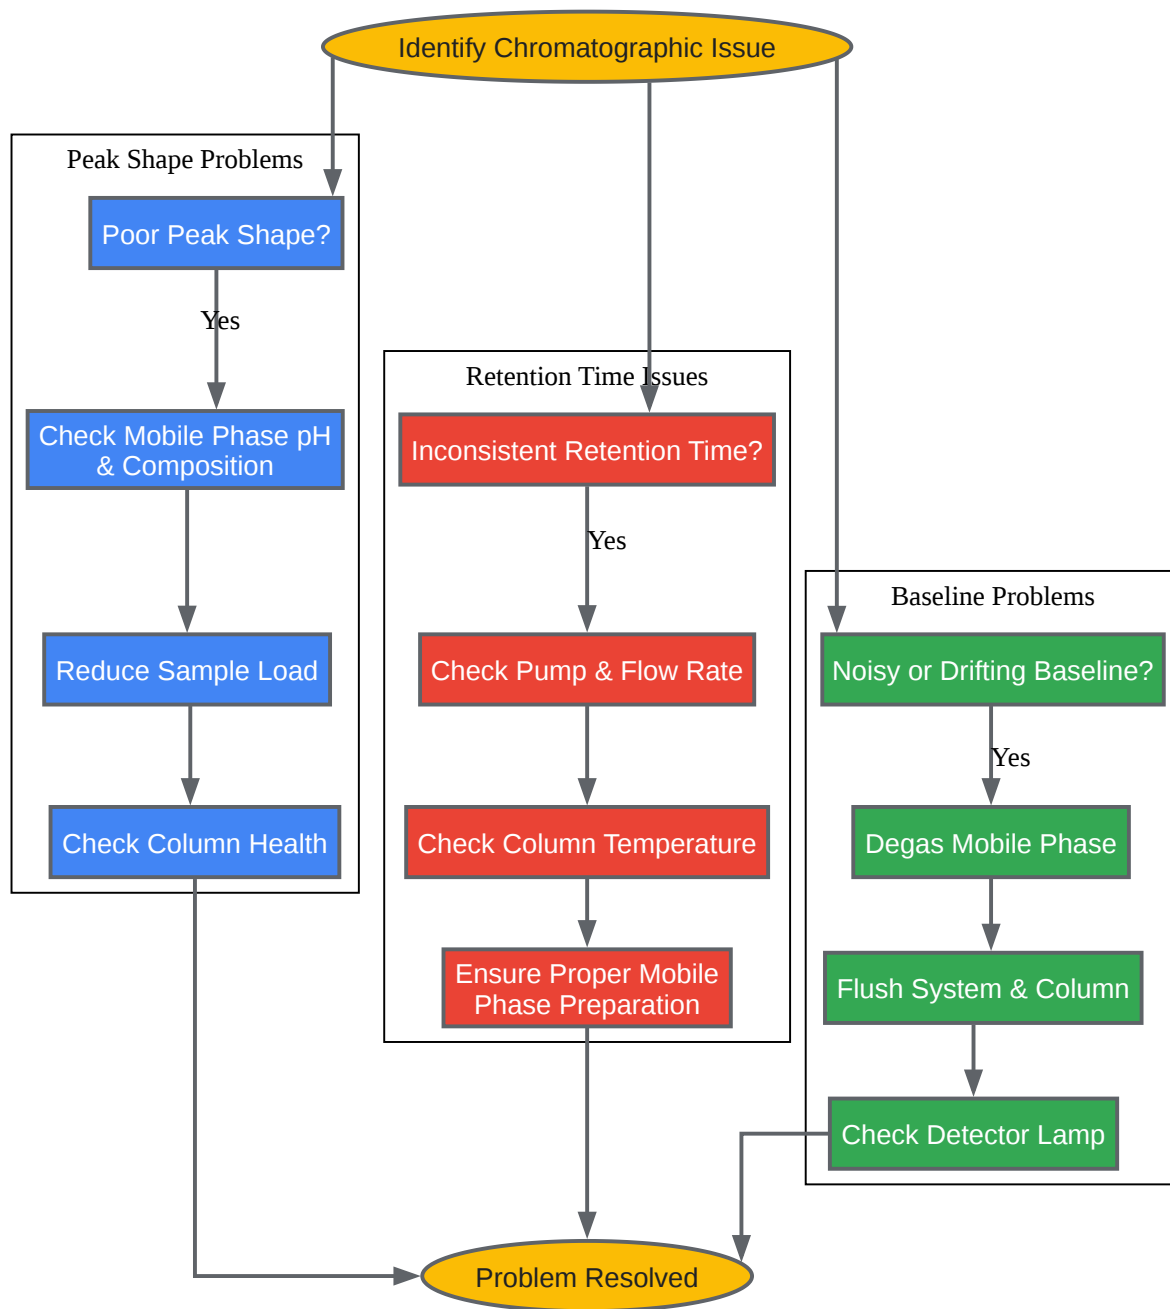 Identify Chromatographic Issue
Peak Shape Problems
Poor Peak Shape?
Yes
Check Mobile Phase pH
& Composition
Reduce Sample Load
Check Column Health
Retention Time Issues
Inconsistent Retention Time?
Yes
Check Pump & Flow Rate
Check Column Temperature
Ensure Proper Mobile
Phase Preparation
Baseline Problems
Noisy or Drifting Baseline?
Yes
Degas Mobile Phase
Flush System & Column
Check Detector Lamp
Problem Resolved